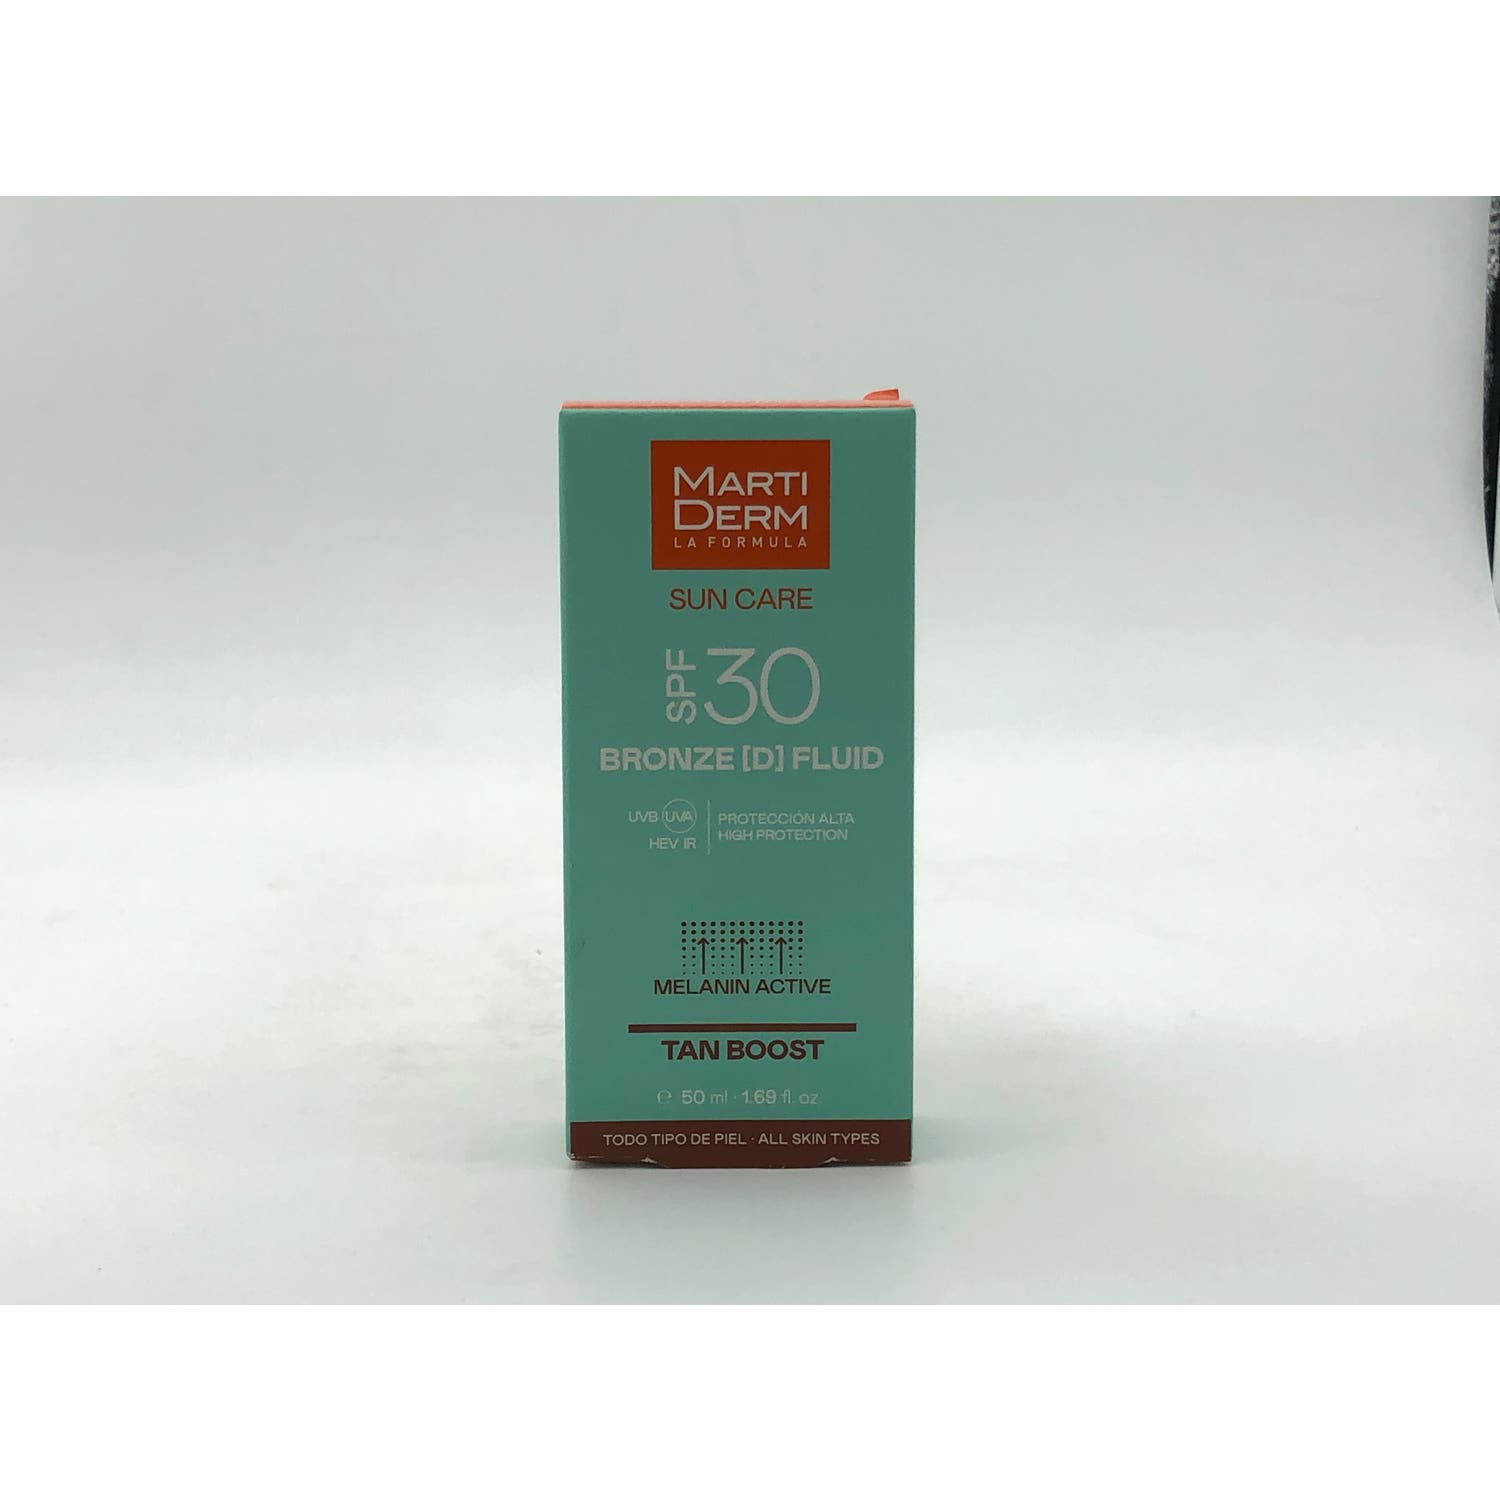 MARTI
DERM
LA FORMULA
SUN CARE
SPF 30
BRONZE [D] FLUID
UVB UVA
HEV IR
PROTECCIÓN ALTA
HIGH PROTECTION
MELANIN ACTIVE
TAN BOOST
℮ 50 ml · 1.69 fl. oz.
TODO TIPO DE PIEL · ALL SKIN TYPES